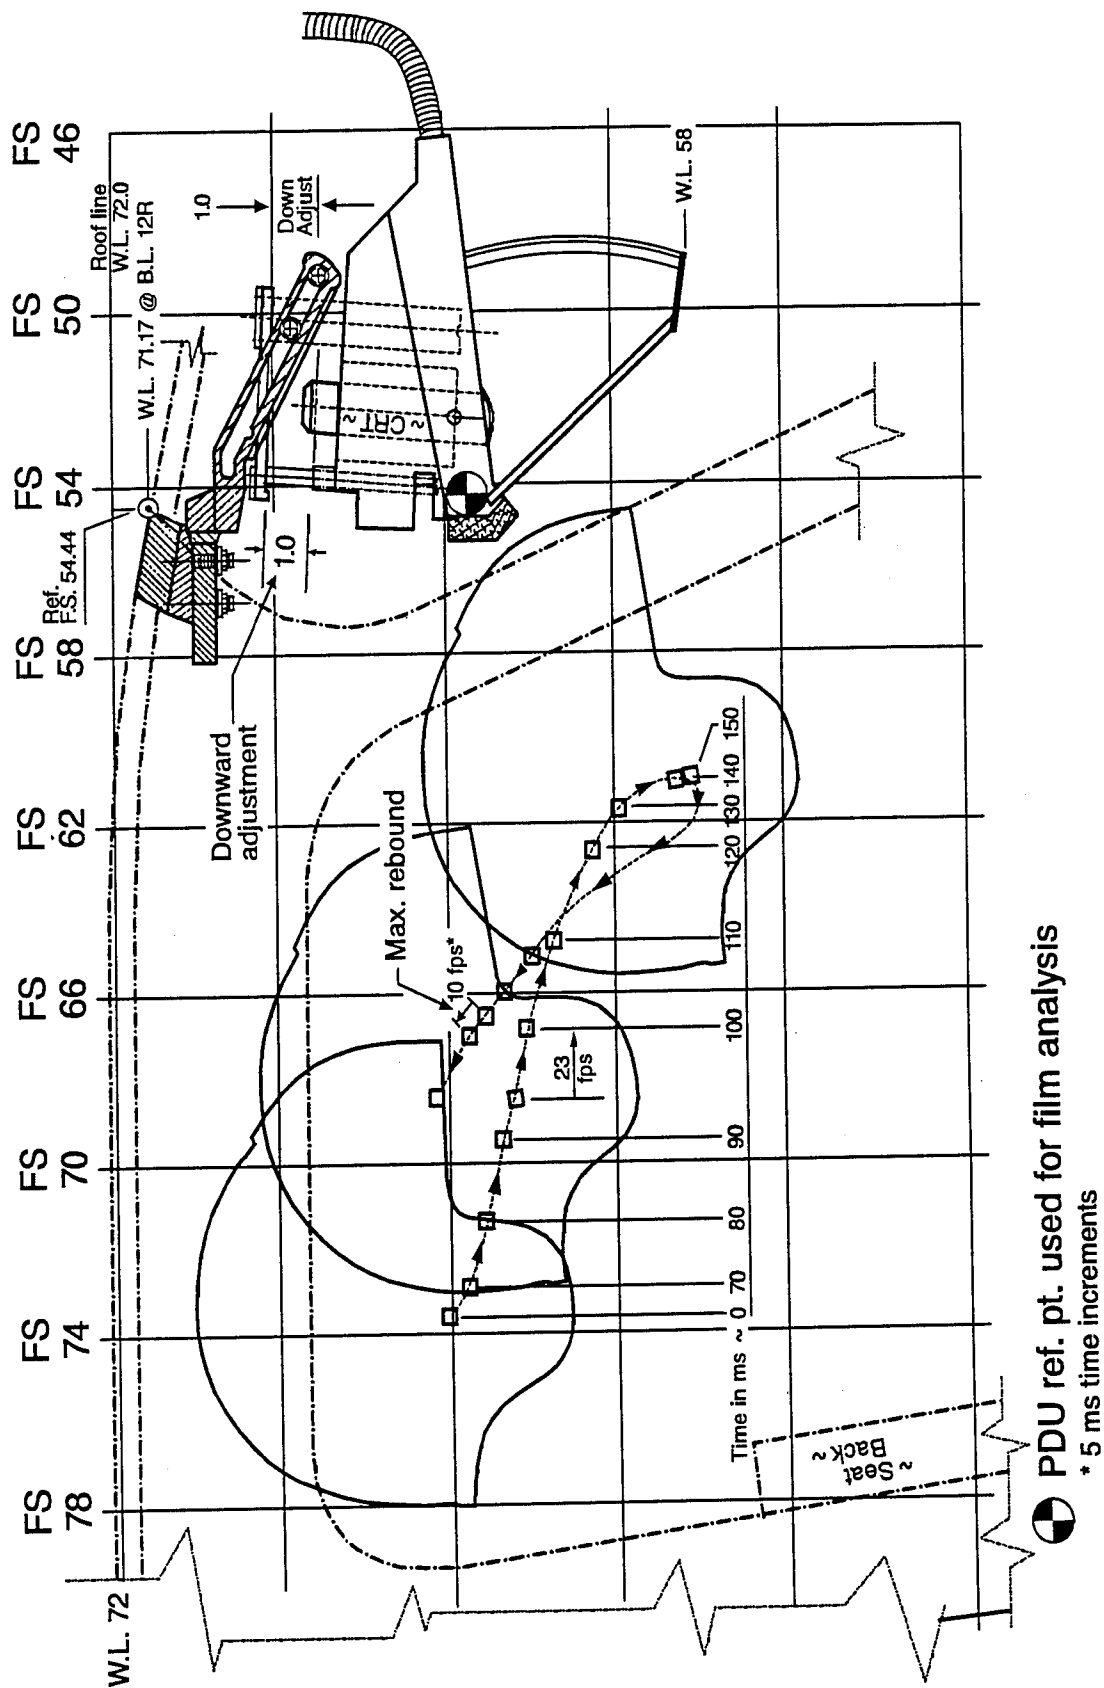 FS
46
FS
50
FS
54
FS
58
FS
62
FS
66
FS
70
FS
74
FS
78
Roof line
W.L. 72.0
W.L. 71.17 @ B.L. 12R
Ref.
F.S. 54.44
1.0
Down
Adjust
~ CRT ~
W.L. 58
1.0
Downward
adjustment
Max. rebound
10 fps*
23
fps
Time in ms ~ 0 70 80 90 100 110 120 130 140 150
~ Seat
Back ~
W.L. 72
PDU ref. pt. used for film analysis
* 5 ms time increments